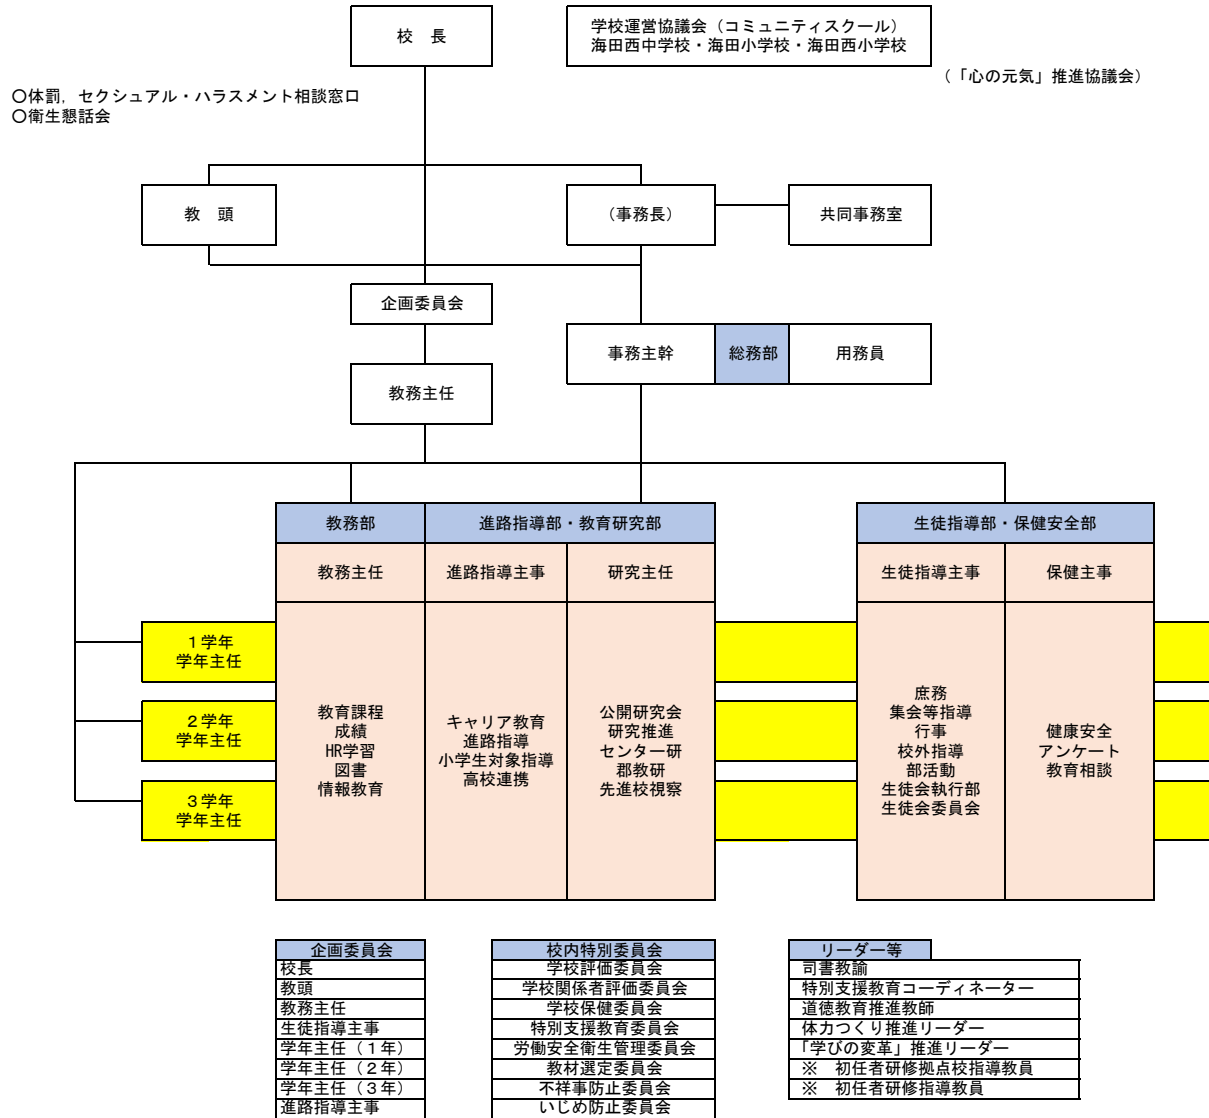 校　長
学校運営協議会（コミュニティスクール）
海田西中学校・海田小学校・海田西小学校
（「心の元気」推進協議会）
○体罰，セクシュアル・ハラスメント相談窓口
○衛生懇話会
教　頭
（事務長）
共同事務室
企画委員会
事務主幹
総務部
用務員
教務主任
教務部
進路指導部・教育研究部
生徒指導部・保健安全部
教務主任
進路指導主事
研究主任
生徒指導主事
保健主事
１学年
学年主任
２学年
学年主任
３学年
学年主任
教育課程
成績
HR学習
図書
情報教育
キャリア教育
進路指導
小学生対象指導
高校連携
公開研究会
研究推進
センター研
郡教研
先進校視察
庶務
集会等指導
行事
校外指導
部活動
生徒会執行部
生徒会委員会
健康安全
アンケート
教育相談
企画委員会
校長
教頭
教務主任
生徒指導主事
学年主任（１年）
学年主任（２年）
学年主任（３年）
進路指導主事
校内特別委員会
学校評価委員会
学校関係者評価委員会
学校保健委員会
特別支援教育委員会
労働安全衛生管理委員会
教材選定委員会
不祥事防止委員会
いじめ防止委員会
リーダー等
司書教諭
特別支援教育コーディネーター
道徳教育推進教師
体力つくり推進リーダー
「学びの変革」推進リーダー
※　初任者研修拠点校指導教員
※　初任者研修指導教員